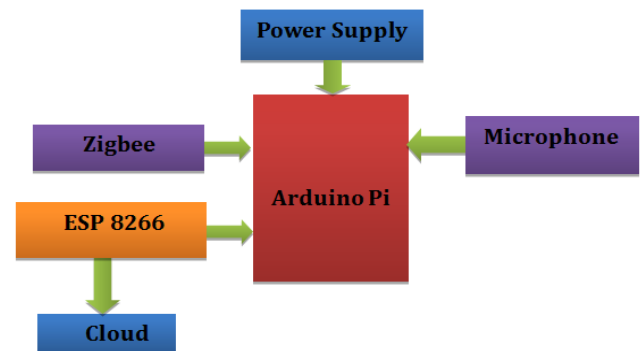 Power Supply
Zigbee
Microphone
Arduino Pi
ESP 8266
Cloud